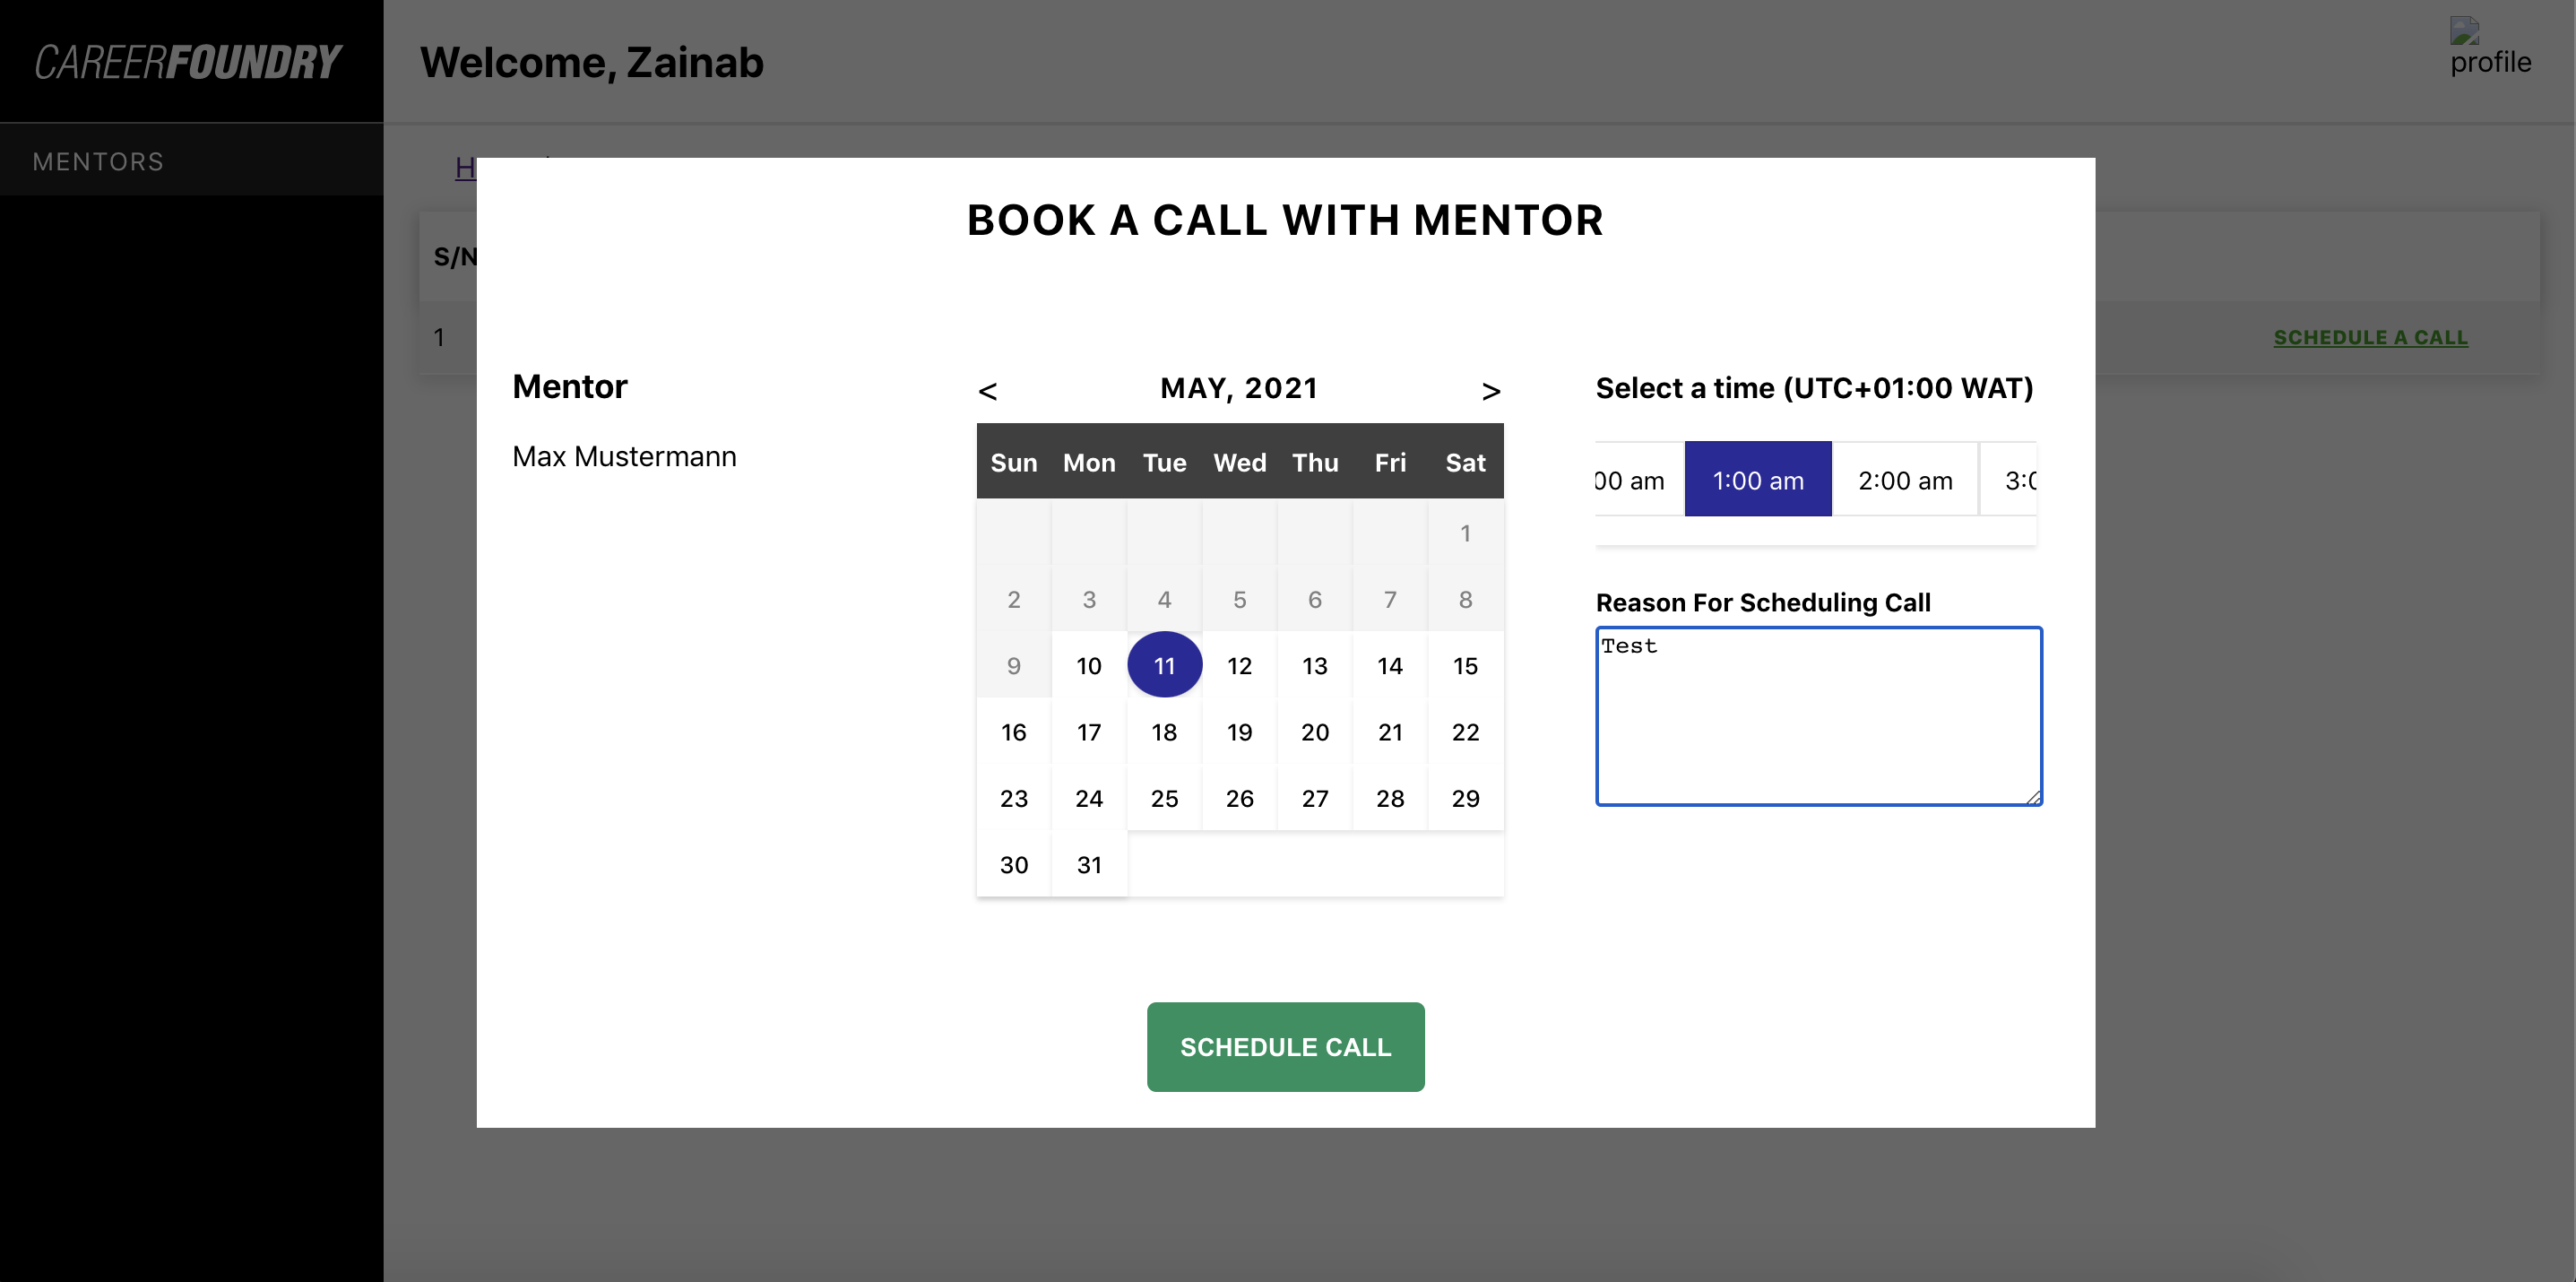 CAREERFOUNDRY
Welcome, Zainab
profile
MENTORS
H
S/N
1
SCHEDULE A CALL
BOOK A CALL WITH MENTOR
Mentor
Max Mustermann
< MAY, 2021 >
Sun Mon Tue Wed Thu Fri Sat
1
2 3 4 5 6 7 8
9 10 11 12 13 14 15
16 17 18 19 20 21 22
23 24 25 26 27 28 29
30 31
Select a time (UTC+01:00 WAT)
00 am 1:00 am 2:00 am 3:0
Reason For Scheduling Call
Test
SCHEDULE CALL